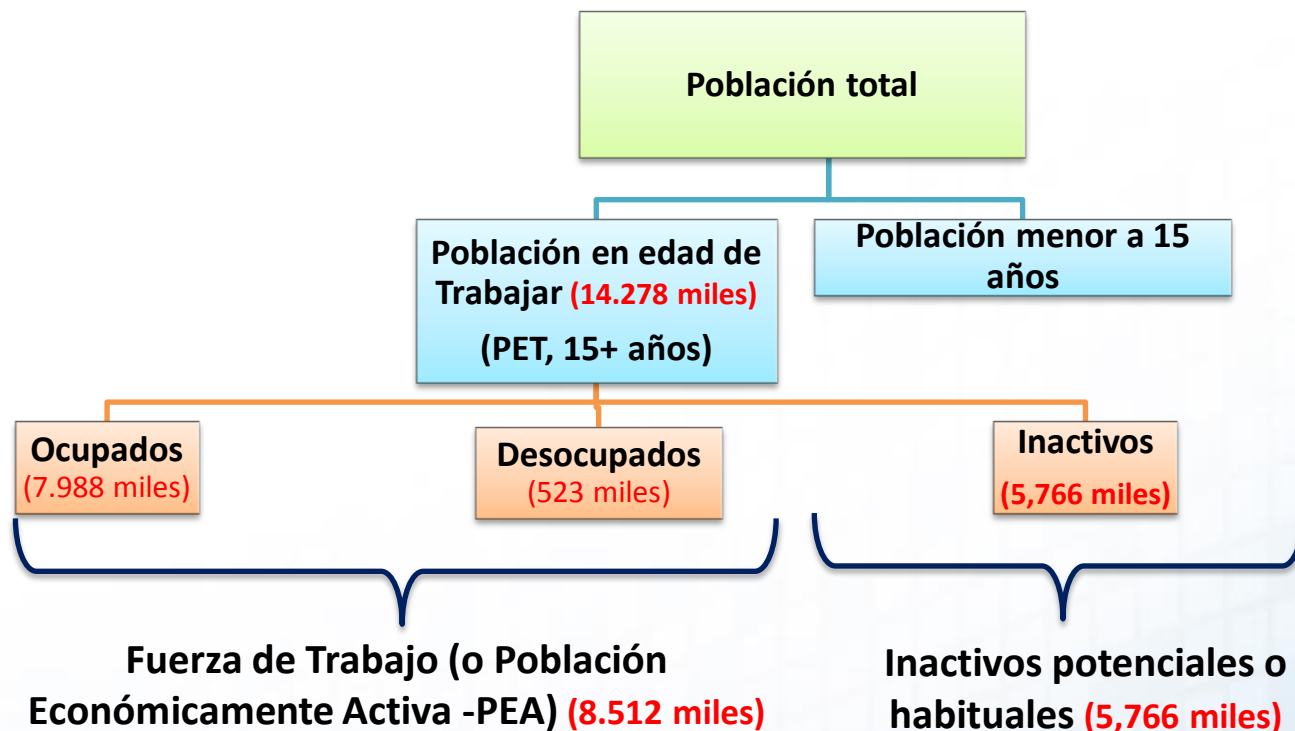 Población total
Población en edad de
Trabajar (14.278 miles)
(PET, 15+ años)
Población menor a 15
años
Ocupados
(7.988 miles)
Desocupados
(523 miles)
Inactivos
(5,766 miles)
Fuerza de Trabajo (o Población
Económicamente Activa -PEA) (8.512 miles)
Inactivos potenciales o
habituales (5,766 miles)